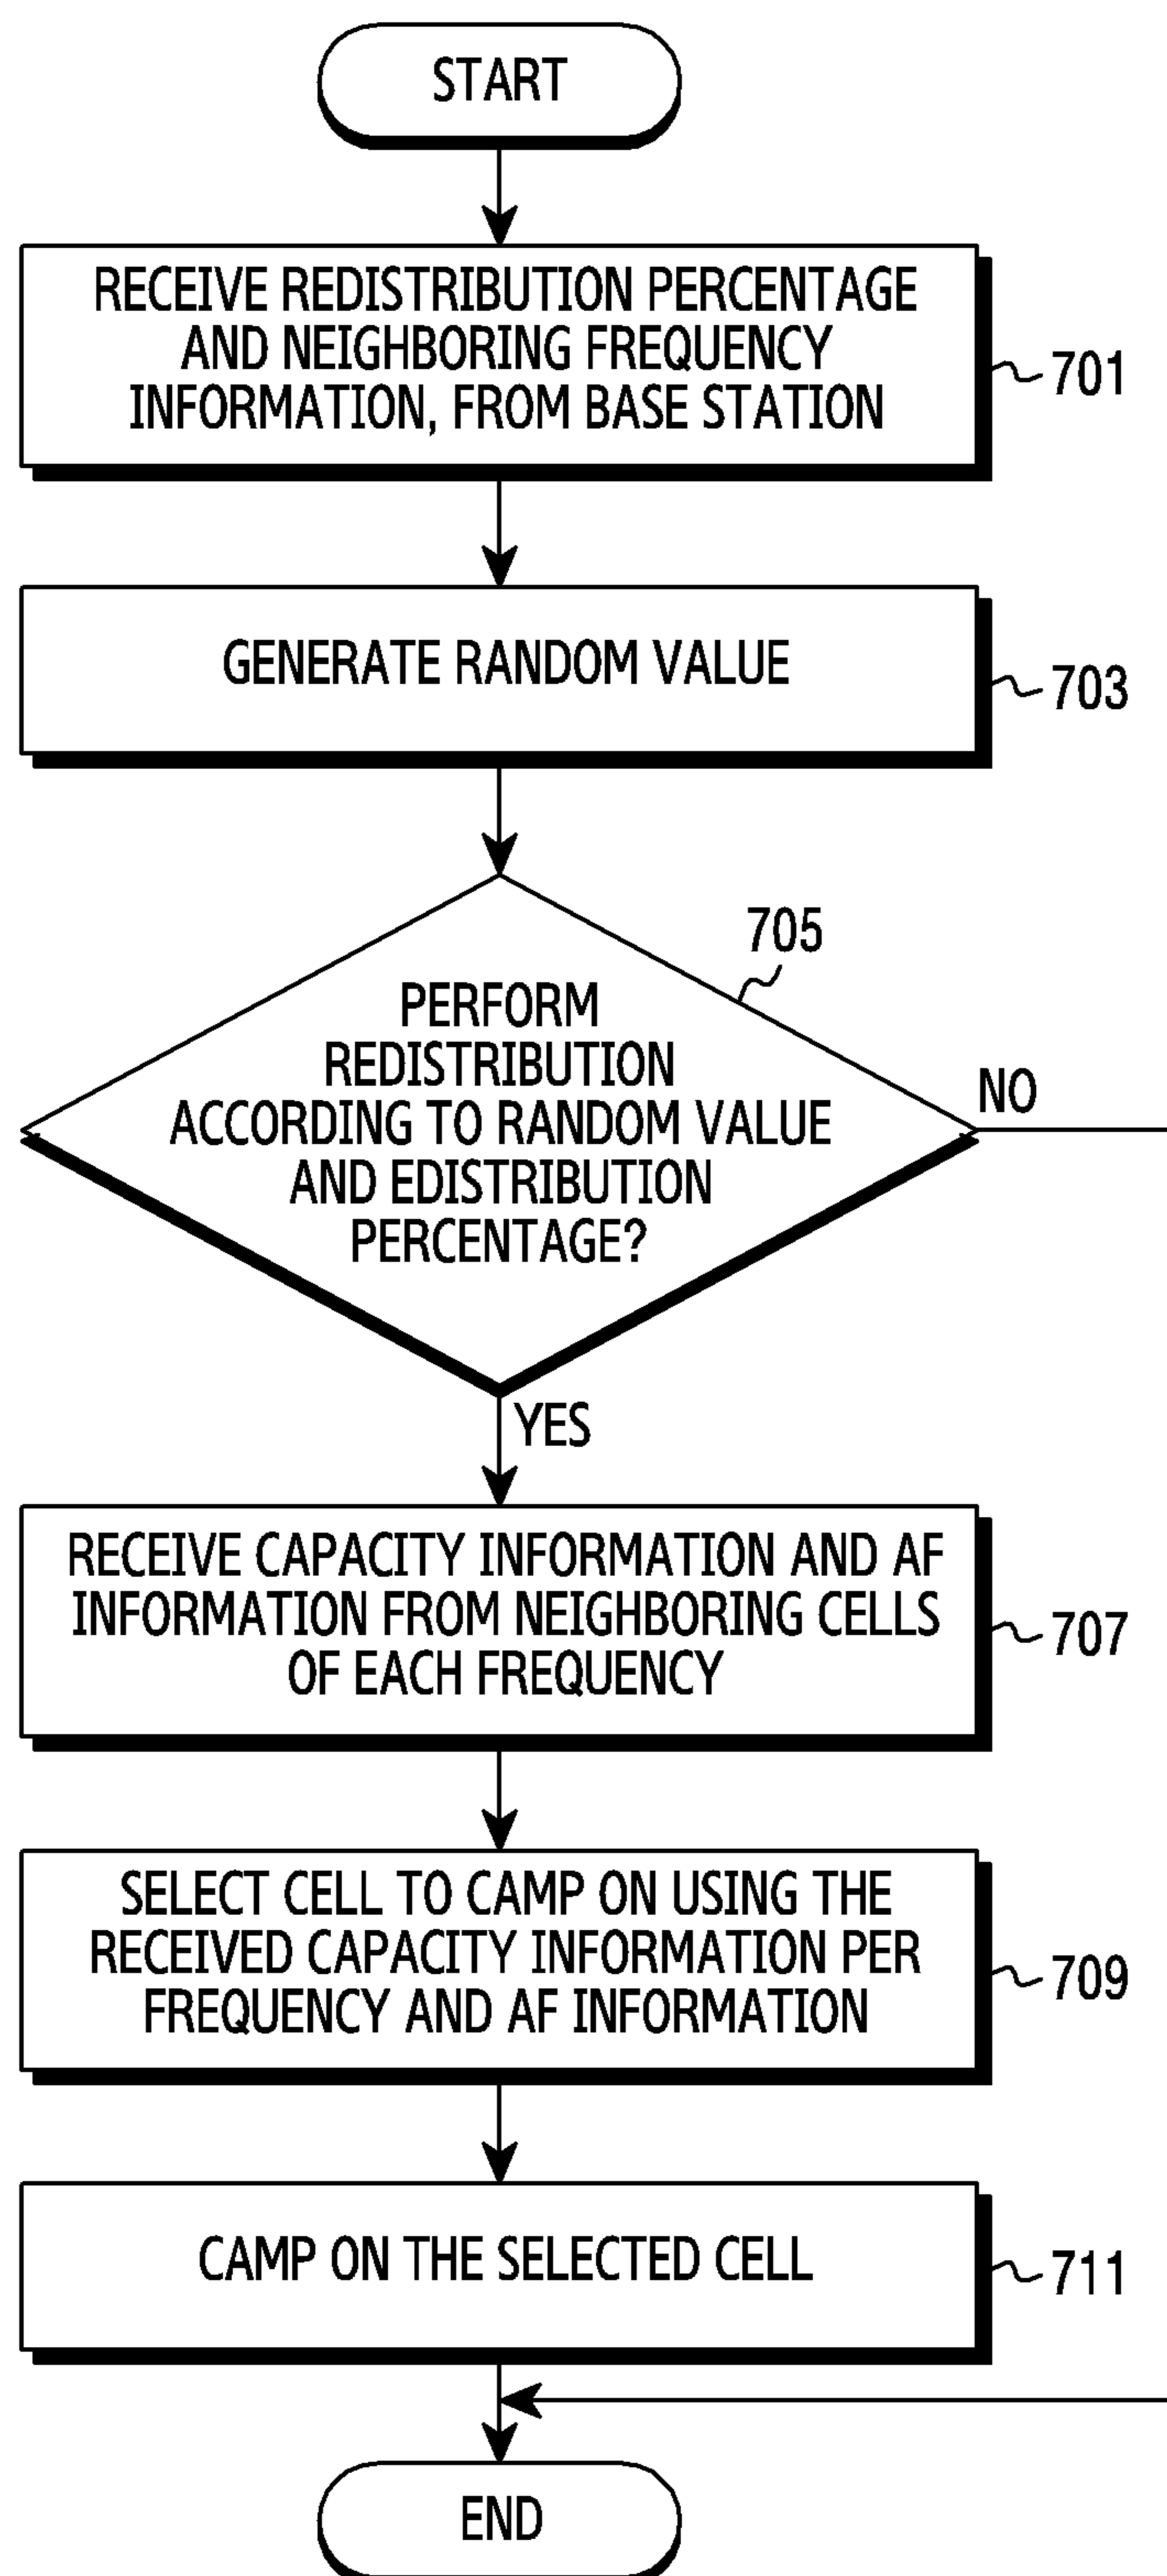 START
RECEIVE REDISTRIBUTION PERCENTAGE
AND NEIGHBORING FREQUENCY
INFORMATION, FROM BASE STATION
701
GENERATE RANDOM VALUE
703
705
PERFORM
REDISTRIBUTION
ACCORDING TO RANDOM VALUE
AND EDISTRIBUTION
PERCENTAGE?
NO
YES
RECEIVE CAPACITY INFORMATION AND AF
INFORMATION FROM NEIGHBORING CELLS
OF EACH FREQUENCY
707
SELECT CELL TO CAMP ON USING THE
RECEIVED CAPACITY INFORMATION PER
FREQUENCY AND AF INFORMATION
709
CAMP ON THE SELECTED CELL
711
END